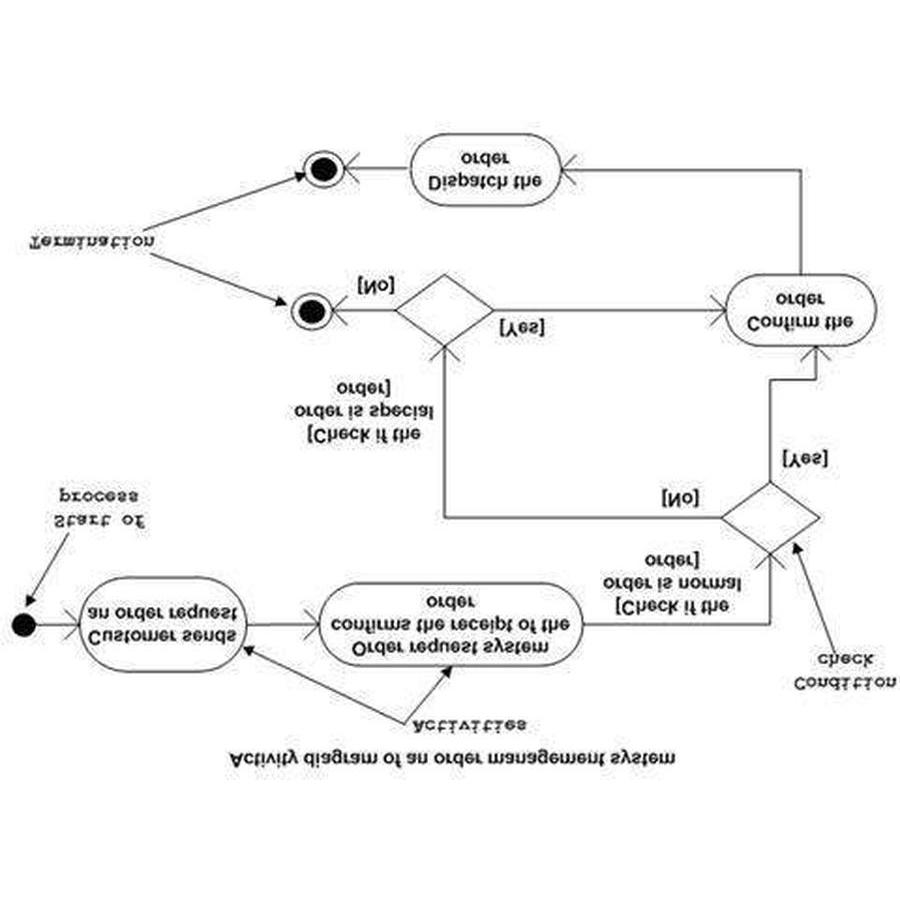 Activity diagram of an order management system
Activities
Customer sends
an order request
Order request system
confirms the receipt of the
order
Condition
check
[Check if the
order is normal
order]
Start of
process
[No]
[Yes]
[Check if the
order is special
order]
[Yes]
[No]
Confirm the
order
Termination
Dispatch the
order